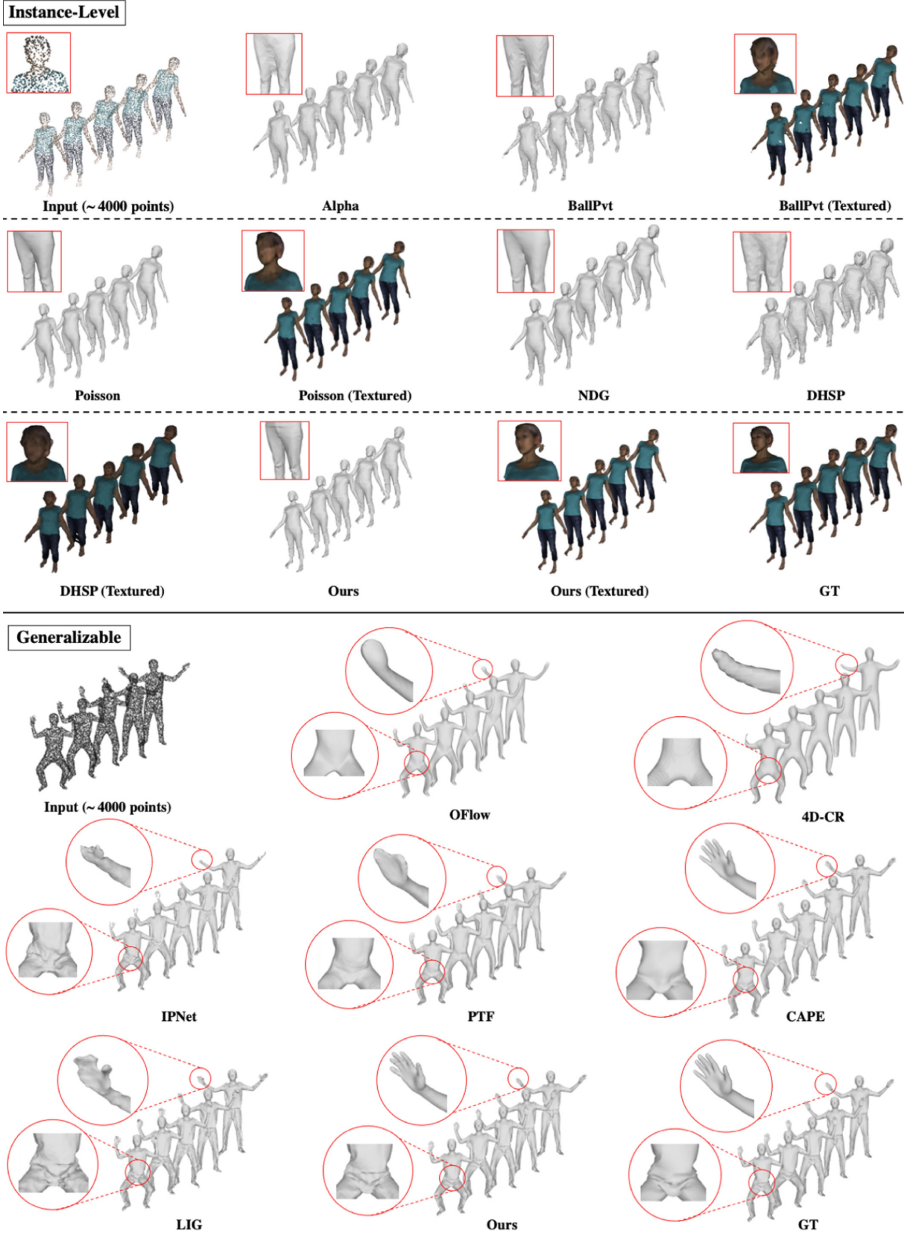 Instance-Level
Input (~ 4000 points)
Alpha
BallPvt
BallPvt (Textured)
Poisson
Poisson (Textured)
NDG
DHSP
DHSP (Textured)
Ours
Ours (Textured)
GT
Generalizable
Input (~ 4000 points)
OFlow
4D-CR
IPNet
PTF
CAPE
LIG
Ours
GT